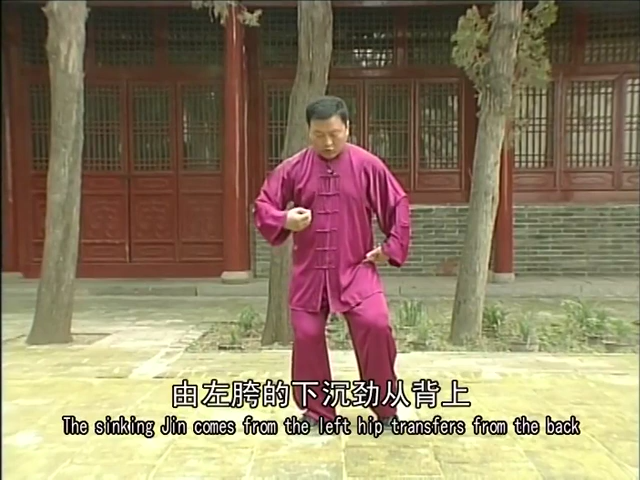 由左胯的下沉劲从背上
The sinking Jin comes from the left hip transfers from the back